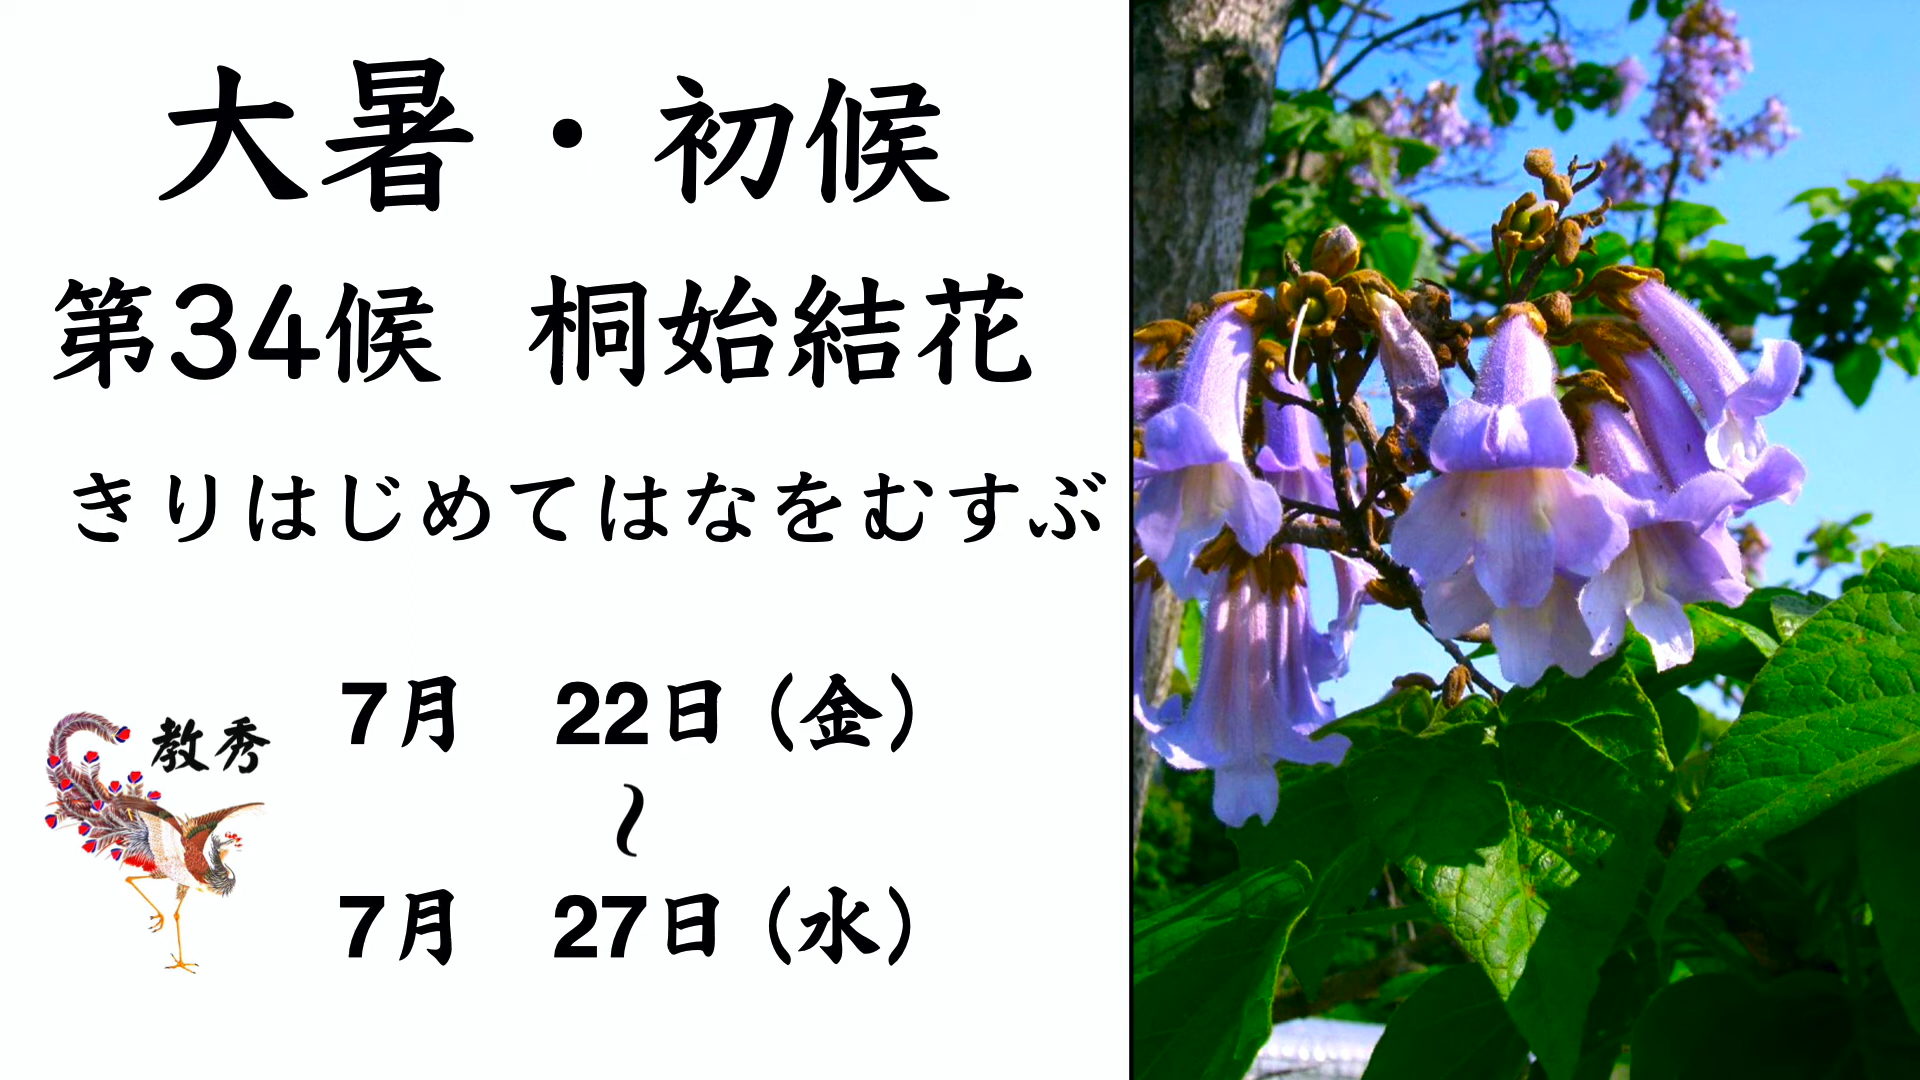 大暑・初候
第34候 桐始結花
きりはじめてはなをむすぶ
7月 22日（金）
〜
7月 27日（水）
教秀